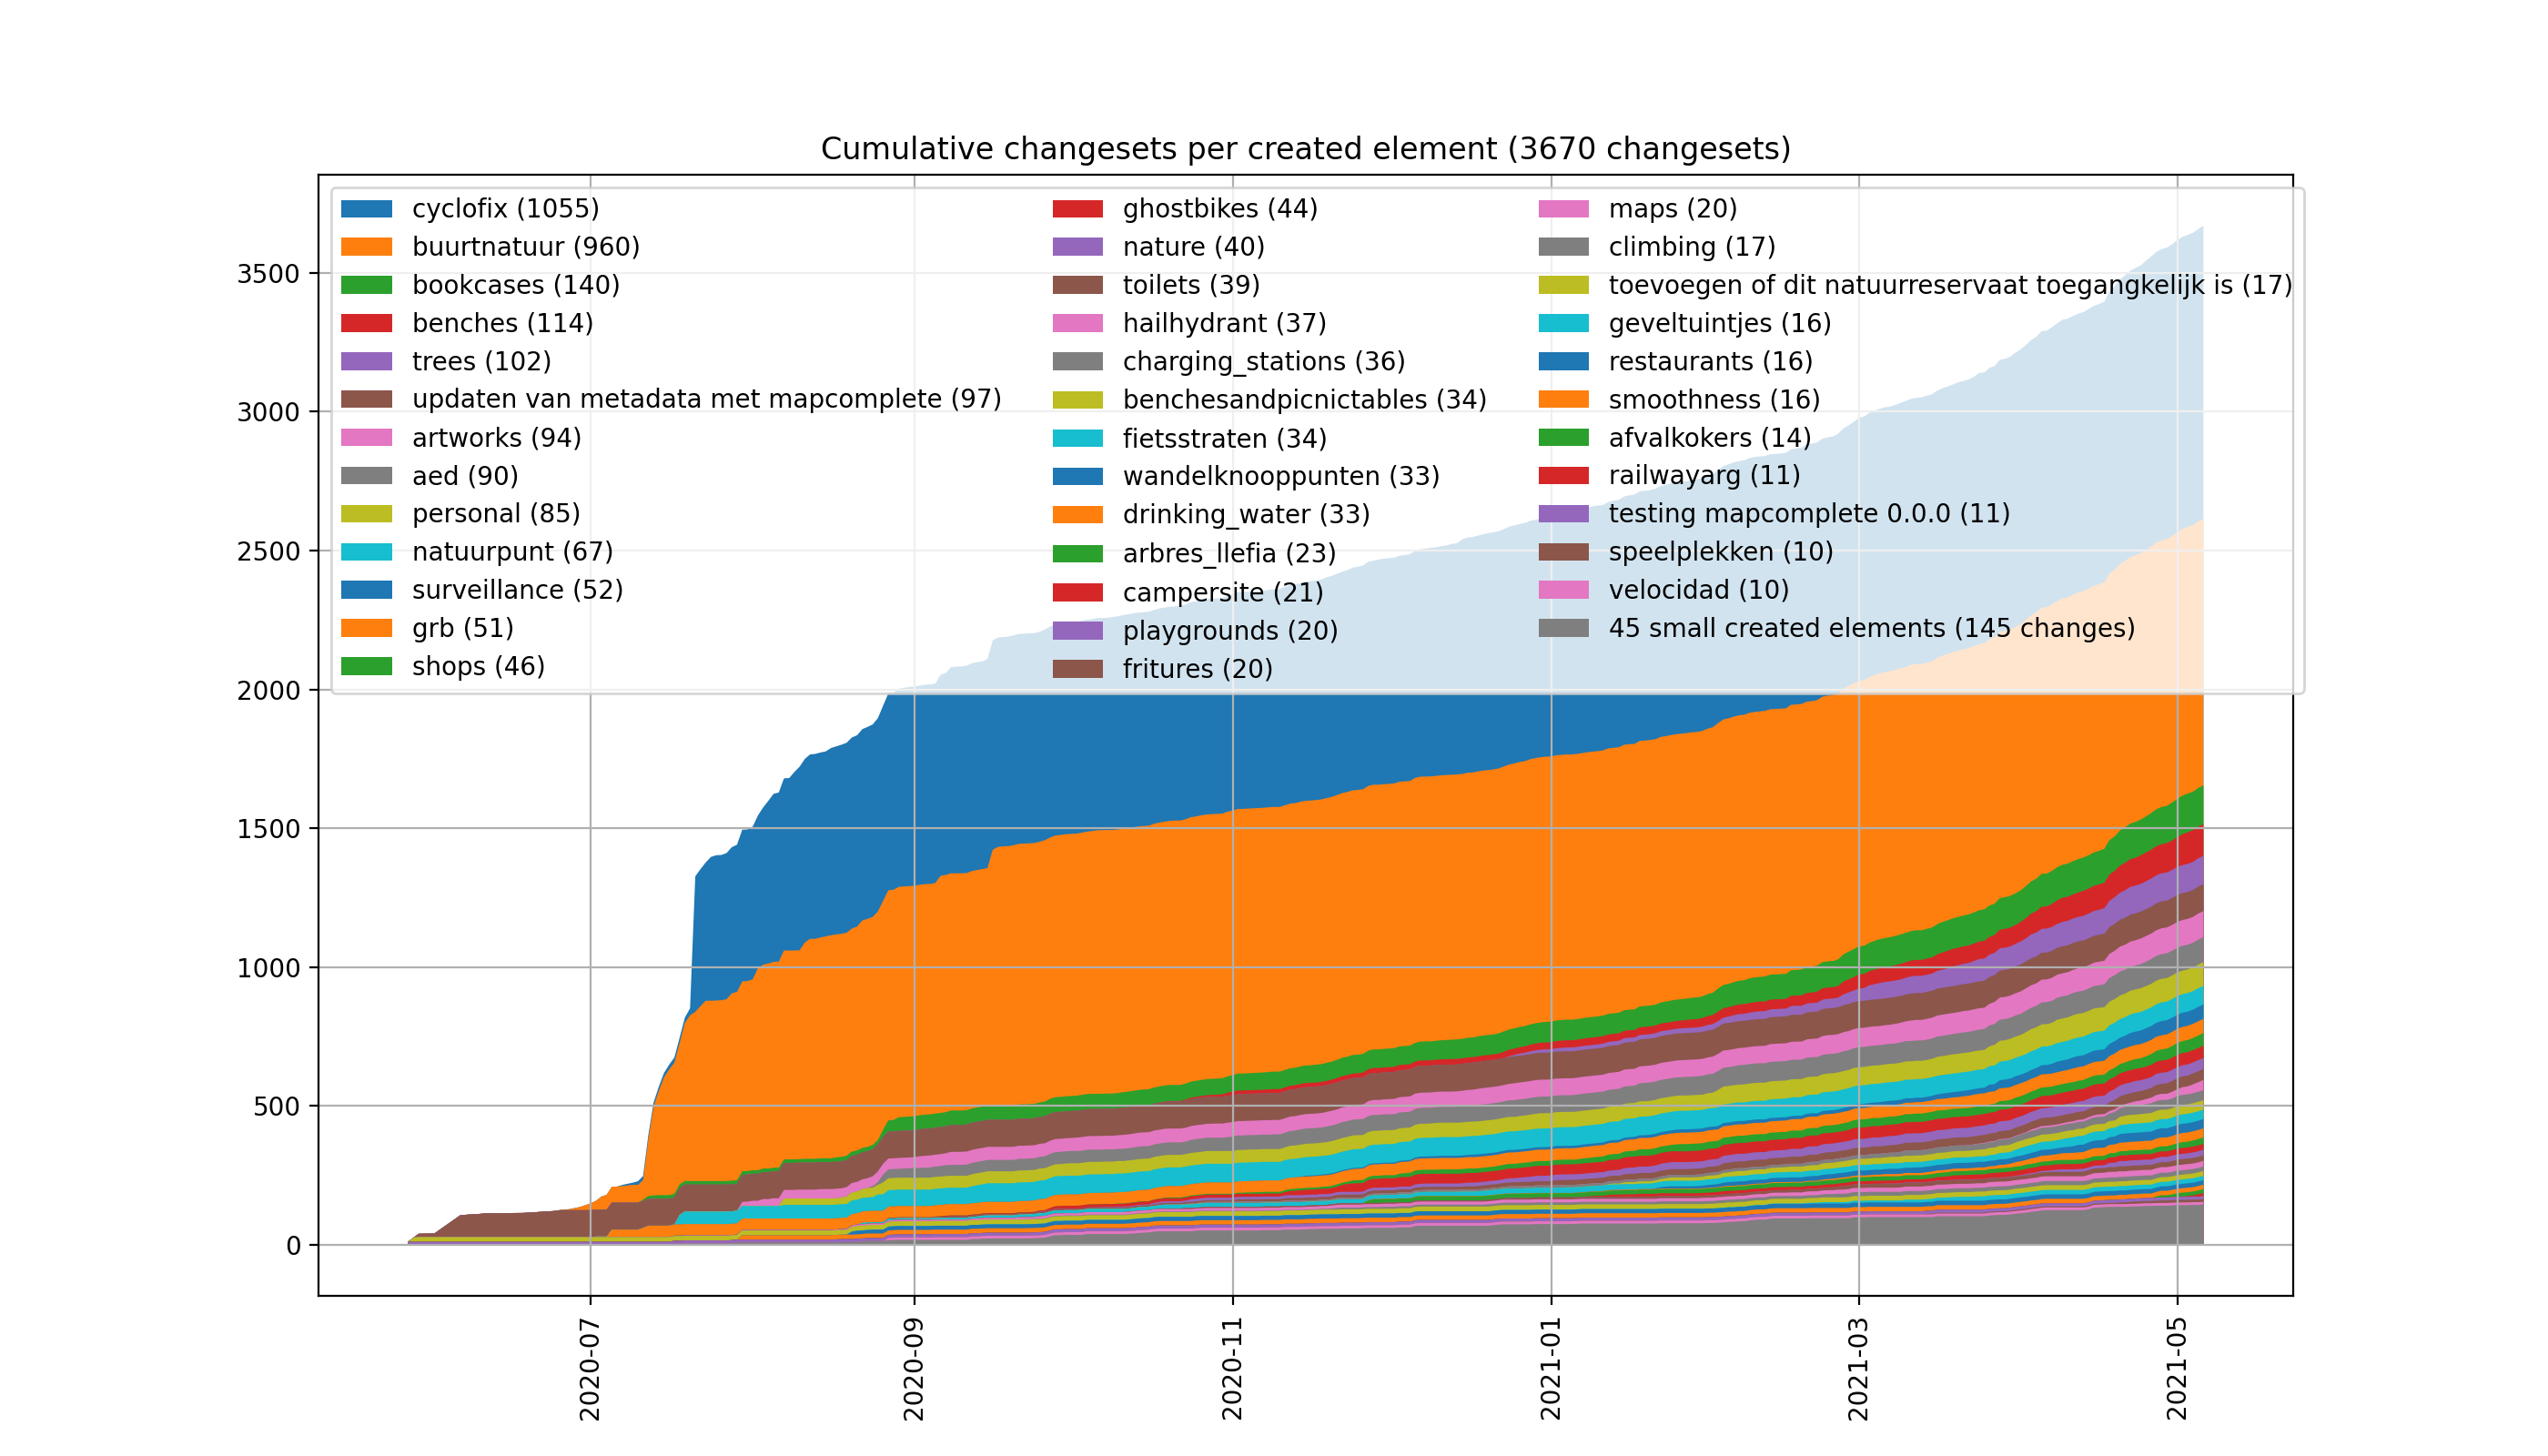 Cumulative changesets per created element (3670 changesets)
cyclofix (1055)
buurtnatuur (960)
bookcases (140)
benches (114)
trees (102)
updaten van metadata met mapcomplete (97)
artworks (94)
aed (90)
personal (85)
natuurpunt (67)
surveillance (52)
grb (51)
shops (46)
ghostbikes (44)
nature (40)
toilets (39)
hailhydrant (37)
charging_stations (36)
benchesandpicnictables (34)
fietsstraten (34)
wandelknooppunten (33)
drinking_water (33)
arbres_llefia (23)
campersite (21)
playgrounds (20)
fritures (20)
maps (20)
climbing (17)
toevoegen of dit natuurreservaat toegangkelijk is (17)
geveltuintjes (16)
restaurants (16)
smoothness (16)
afvalkokers (14)
railwayarg (11)
testing mapcomplete 0.0.0 (11)
speelplekken (10)
velocidad (10)
45 small created elements (145 changes)
3500
3000
2500
2000
1500
1000
500
0
2020-07
2020-09
2020-11
2021-01
2021-03
2021-05